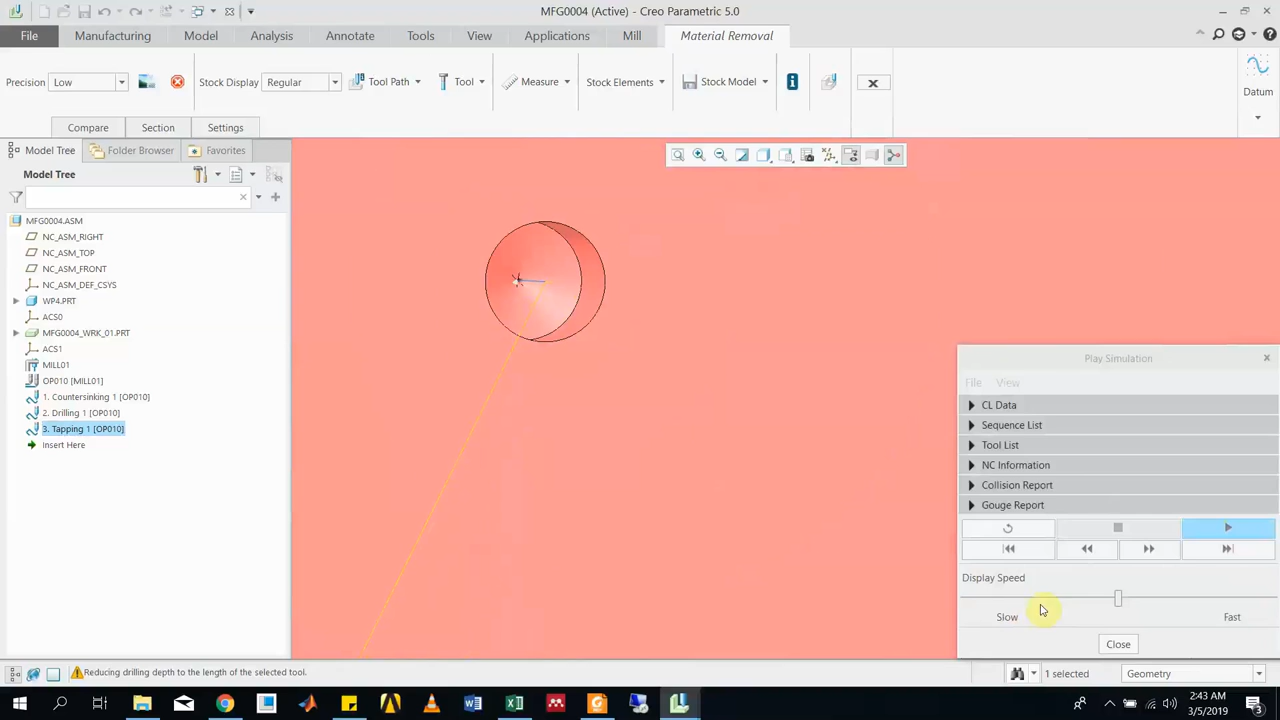 MFG0004 (Active) - Creo Parametric 5.0
File Manufacturing Model Analysis Annotate Tools View Applications Mill Material Removal
Precision Low Stock Display Regular Tool Path Tool Measure Stock Elements Stock Model Datum
Compare Section Settings
Model Tree Folder Browser Favorites
Model Tree
MFG0004.ASM
NC_ASM_RIGHT
NC_ASM_TOP
NC_ASM_FRONT
NC_ASM_DEF_CSYS
WP4.PRT
ACS0
MFG0004_WRK_01.PRT
ACS1
MILL01
OP010 [MILL01]
1. Countersinking 1 [OP010]
2. Drilling 1 [OP010]
3. Tapping 1 [OP010]
Insert Here
Play Simulation
File View
CL Data
Sequence List
Tool List
NC Information
Collision Report
Gouge Report
Display Speed
Slow Fast
Close
Reducing drilling depth to the length of the selected tool.
1 selected Geometry
2:43 AM
3/5/2019